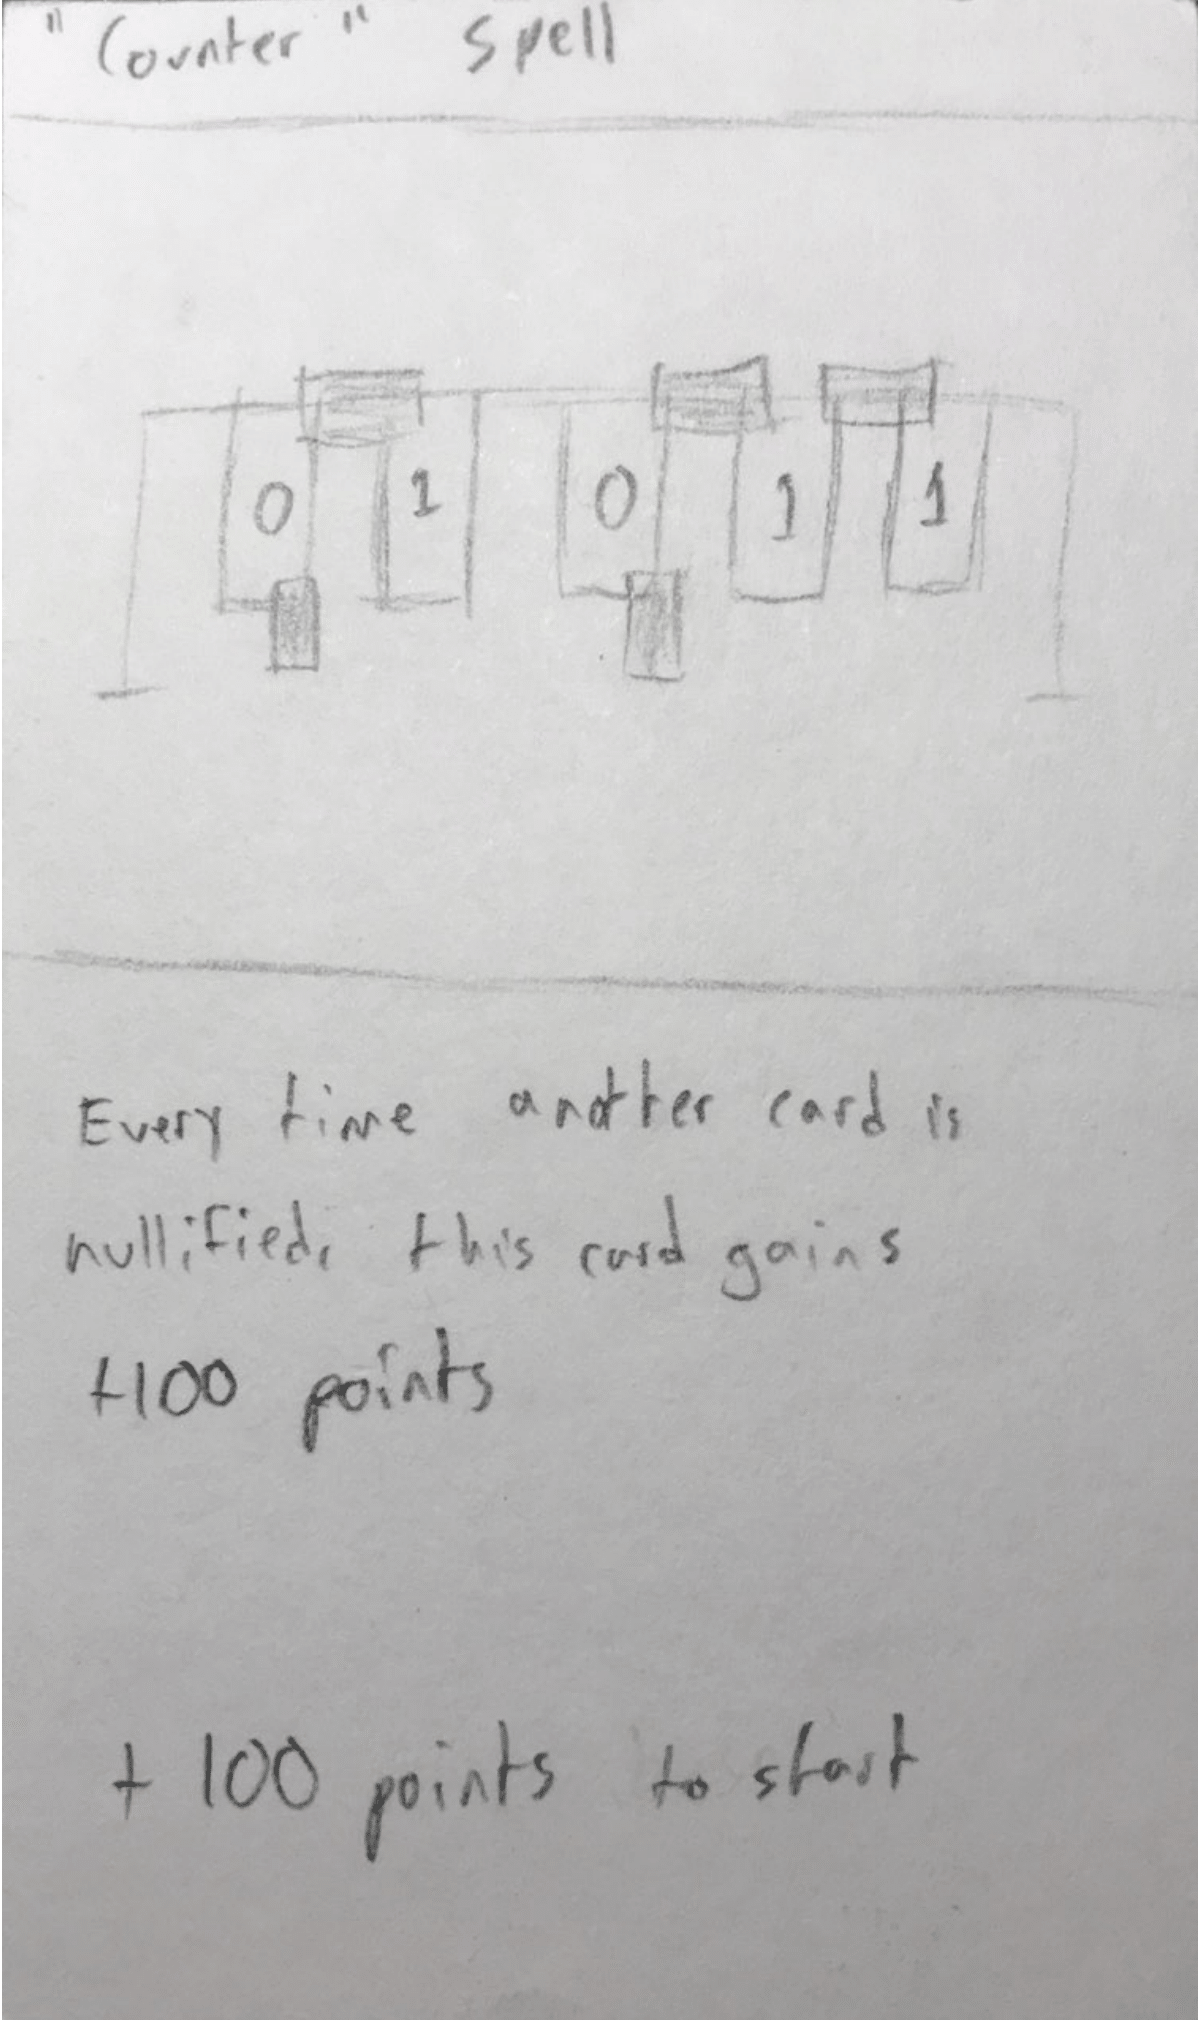 "Counter" Spell
0 1 0 1 1
Every time another card is
nullified, this card gains
+100 points
+ 100 points to start